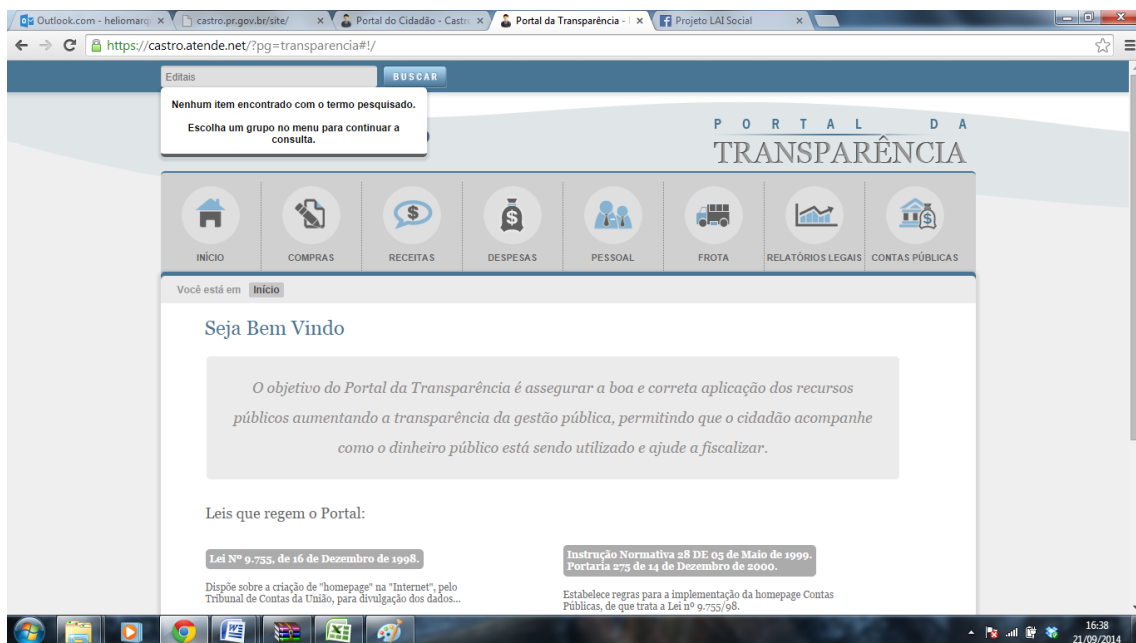 Outlook.com - heliomarq
castro.pr.gov.br/site/
Portal do Cidadão - Castro
Portal da Transparência -
Projeto LAI Social
https://castro.atende.net/?pg=transparencia#!/
Editais
BUSCAR
Nenhum item encontrado com o termo pesquisado.
Escolha um grupo no menu para continuar a
consulta.
PORTAL DA
TRANSPARÊNCIA
INÍCIO
COMPRAS
RECEITAS
DESPESAS
PESSOAL
FROTA
RELATÓRIOS LEGAIS
CONTAS PÚBLICAS
Você está em Início
Seja Bem Vindo
O objetivo do Portal da Transparência é assegurar a boa e correta aplicação dos recursos
públicos aumentando a transparência da gestão pública, permitindo que o cidadão acompanhe
como o dinheiro público está sendo utilizado e ajude a fiscalizar.
Leis que regem o Portal:
Lei Nº 9.755, de 16 de Dezembro de 1998.
Dispõe sobre a criação de "homepage" na "Internet", pelo
Tribunal de Contas da União, para divulgação dos dados...
Instrução Normativa 28 DE 05 de Maio de 1999.
Portaria 275 de 14 de Dezembro de 2000.
Estabelece regras para a implementação da homepage Contas
Públicas, de que trata a Lei nº 9.755/98.
16:38
21/09/2014